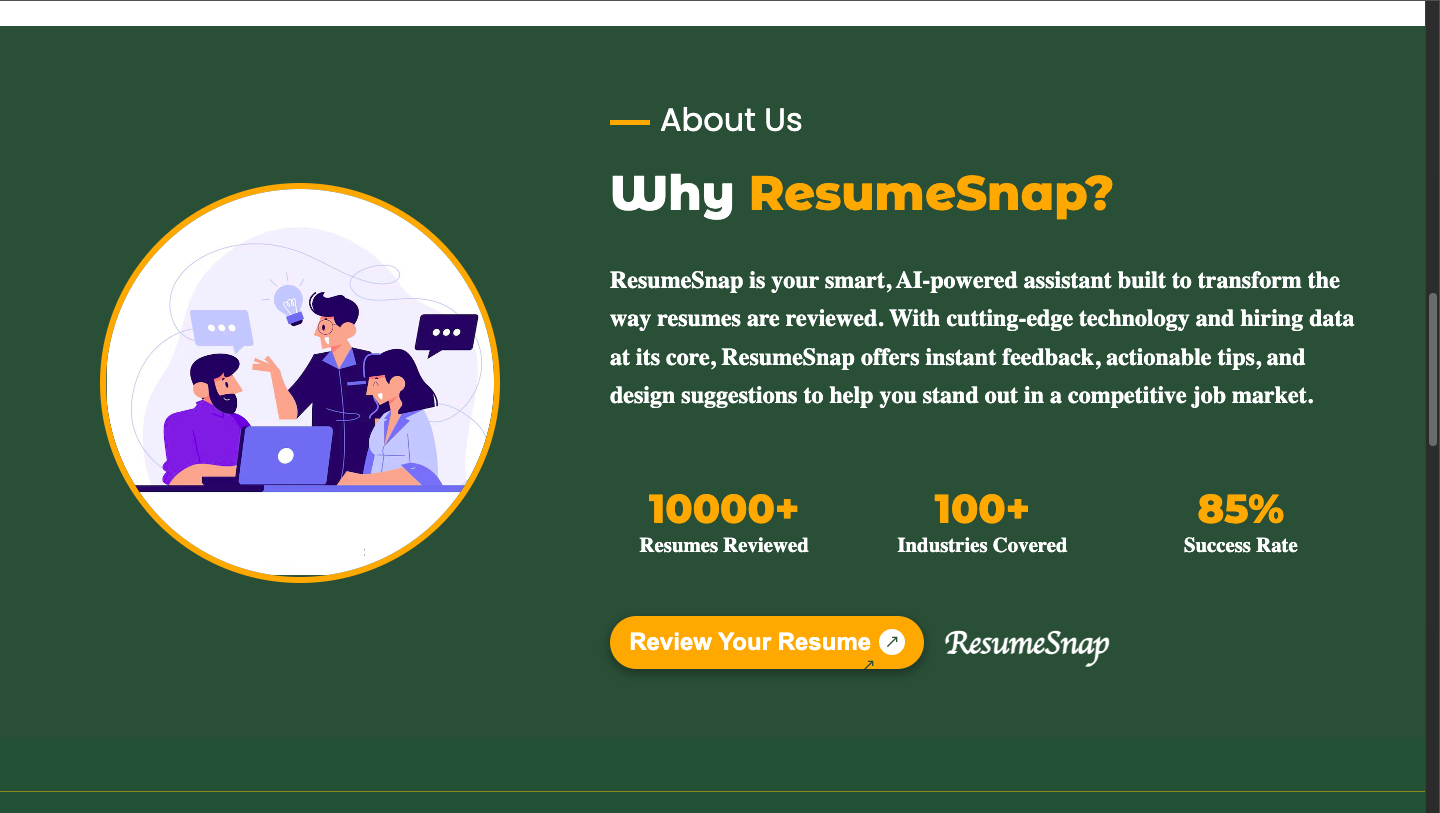 About Us
Why ResumeSnap?
ResumeSnap is your smart, AI-powered assistant built to transform the
way resumes are reviewed. With cutting-edge technology and hiring data
at its core, ResumeSnap offers instant feedback, actionable tips, and
design suggestions to help you stand out in a competitive job market.
10000+ 100+ 85%
Resumes Reviewed Industries Covered Success Rate
Review Your Resume ↗ ResumeSnap
↗